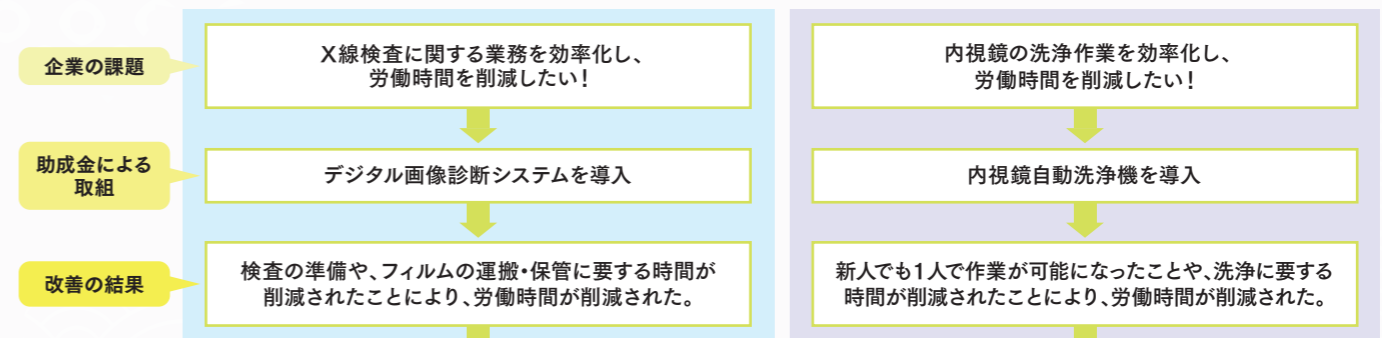 企業の課題
X線検査に関する業務を効率化し、
労働時間を削減したい！
内視鏡の洗浄作業を効率化し、
労働時間を削減したい！
助成金による
取組
デジタル画像診断システムを導入
内視鏡自動洗浄機を導入
改善の結果
検査の準備や、フィルムの運搬・保管に要する時間が
削減されたことにより、労働時間が削減された。
新人でも1人で作業が可能になったことや、洗浄に要する
時間が削減されたことにより、労働時間が削減された。